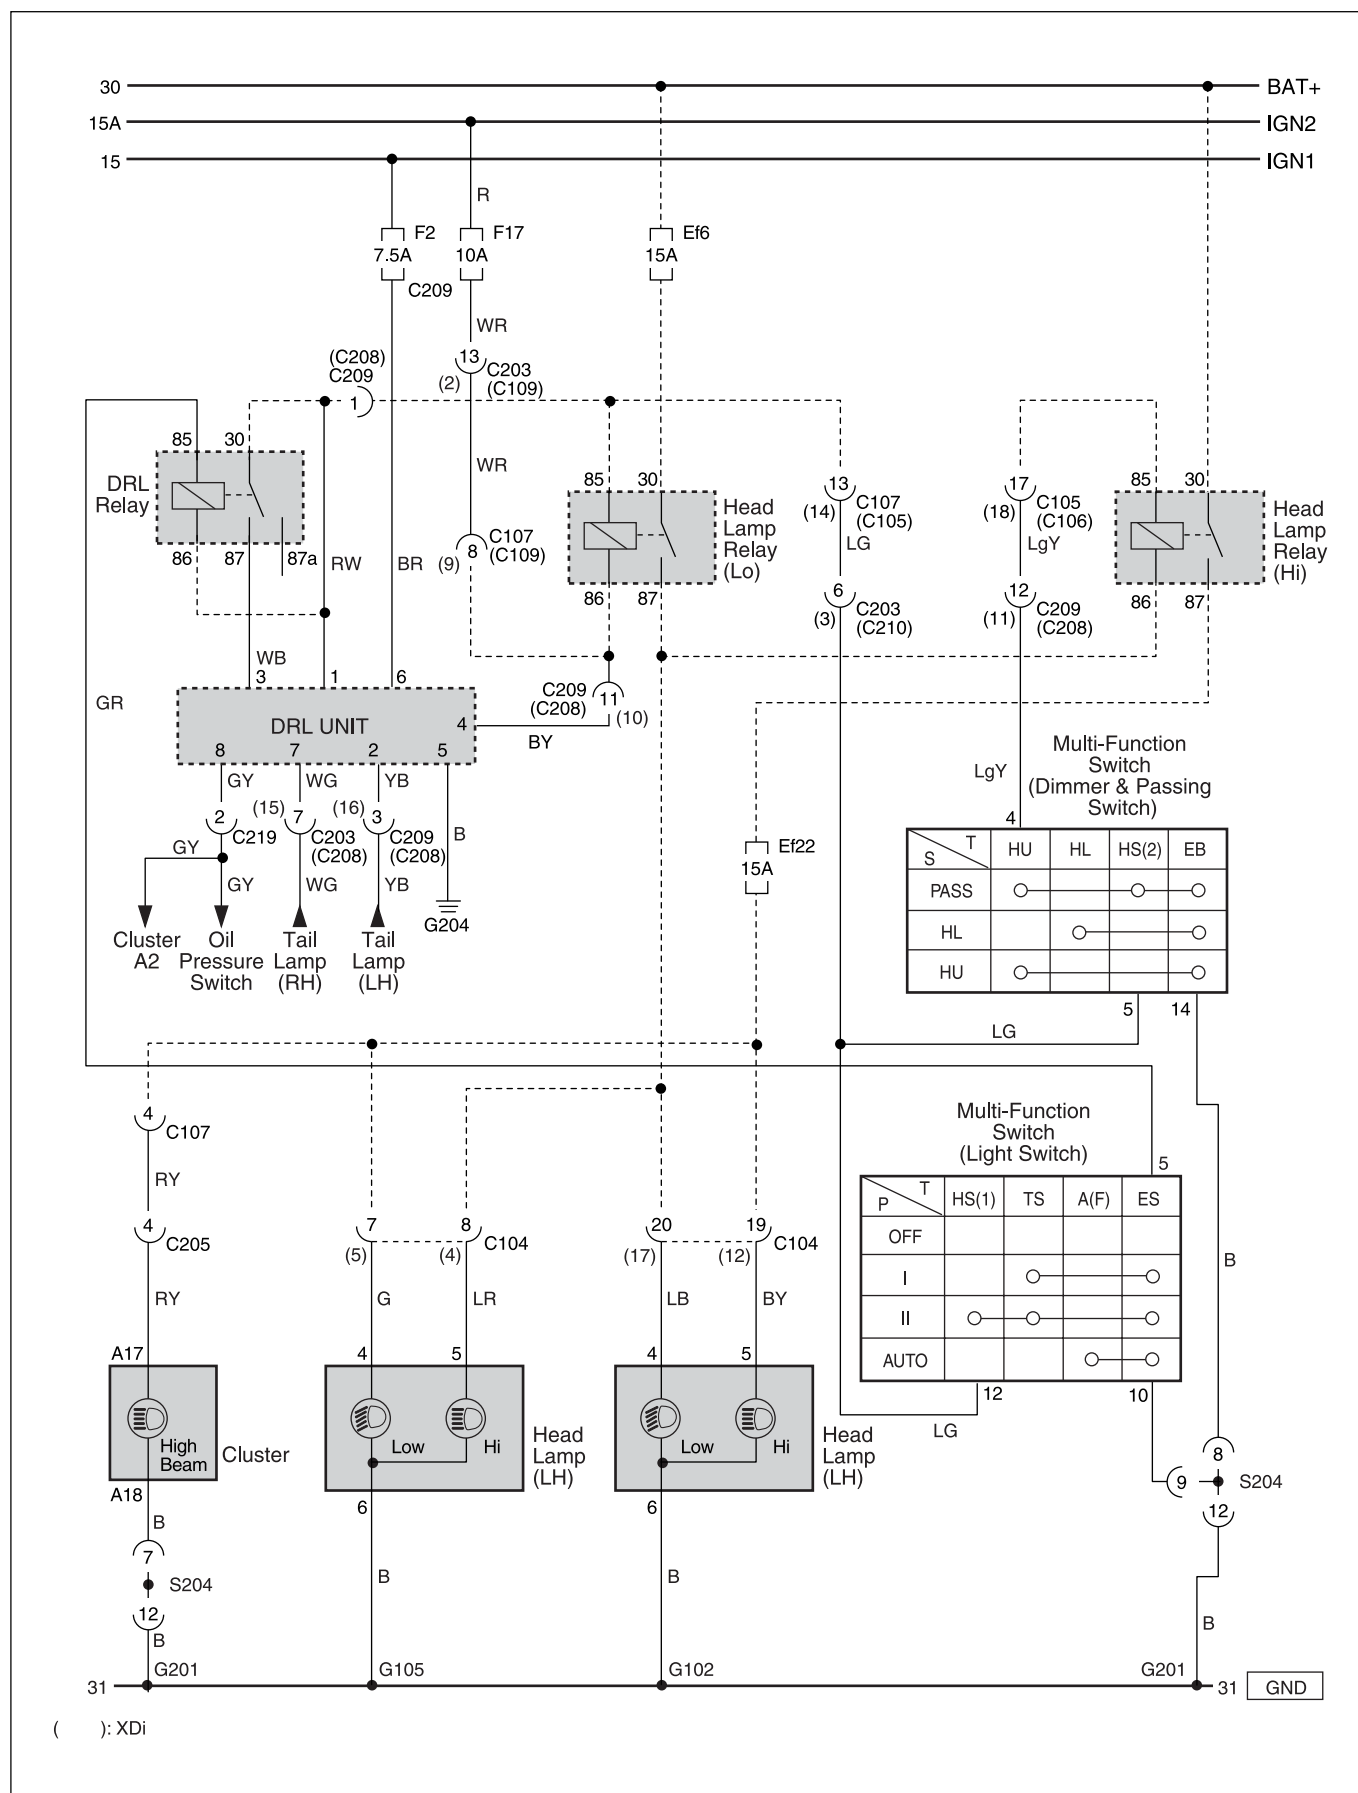 30 BAT+
15A IGN2
15 IGN1
R
F2 F17 Ef6
7.5A 10A 15A
C209
WR
(C208)
C209
1
13
(2) C203
(C109)
85 30
DRL
Relay
86 87 87a
RW BR
WR
8 C107
(9) (C109)
85 30
Head
Lamp
Relay
(Lo)
86 87
13
(14) C107
(C105)
LG
6
(3) C203
(C210)
17
(18) C105
(C106)
LgY
12
(11) C209
(C208)
85 30
Head
Lamp
Relay
(Hi)
86 87
GR
WB
3 1 6
DRL UNIT 4
8 7 2 5
BY
C209
(C208)
11
(10)
GY WG YB
2 C219
(15) 7 C203
(C208)
(16) 3 C209
(C208)
B
GY GY WG YB
G204
Cluster
A2
Oil
Pressure
Switch
Tail
Lamp
(RH)
Tail
Lamp
(LH)
Ef22
15A
LgY
Multi-Function
Switch
(Dimmer & Passing
Switch)
4
S T HU HL HS(2) EB
PASS
HL
HU
5 14
LG
Multi-Function
Switch
(Light Switch)
5
P T HS(1) TS A(F) ES
OFF
I
II
AUTO
12 10
LG
B
8
9 S204
12
B
4
C107
RY
4
C205
RY
7 8
(5) (4) C104
G LR
20 19
(17) (12) C104
LB BY
A17
High
Beam
Cluster
A18
4 5
Low Hi
Head
Lamp
(LH)
6
4 5
Low Hi
Head
Lamp
(LH)
6
B
7
S204
12
B
B
B
G201 G105 G102 G201
31 31 GND
( ): XDi